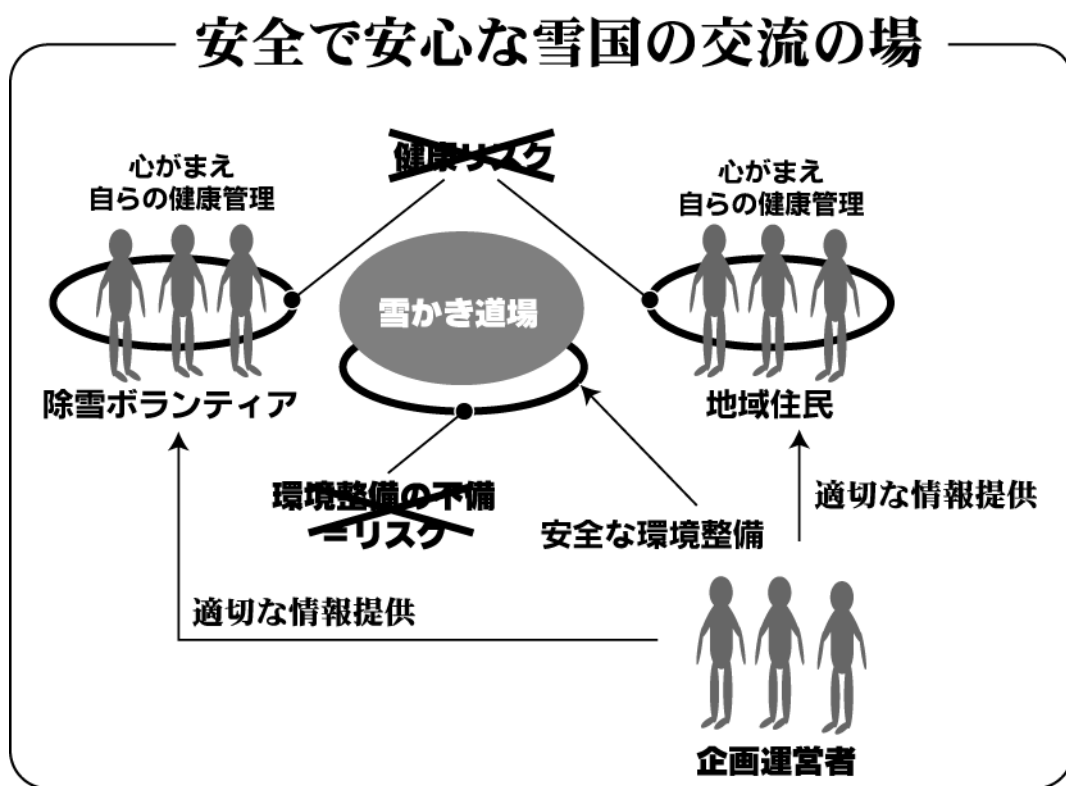 安全で安心な雪国の交流の場
健康リスク
心がまえ
自らの健康管理
心がまえ
自らの健康管理
雪かき道場
除雪ボランティア
地域住民
環境整備の不備
=リスク
安全な環境整備
適切な情報提供
適切な情報提供
企画運営者